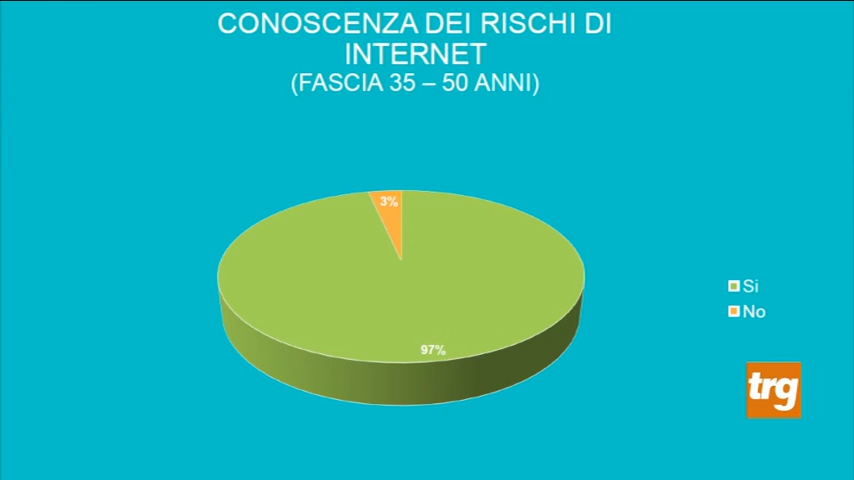 CONOSCENZA DEI RISCHI DI
INTERNET
(FASCIA 35 – 50 ANNI)
3%
97%
Si
No
trg